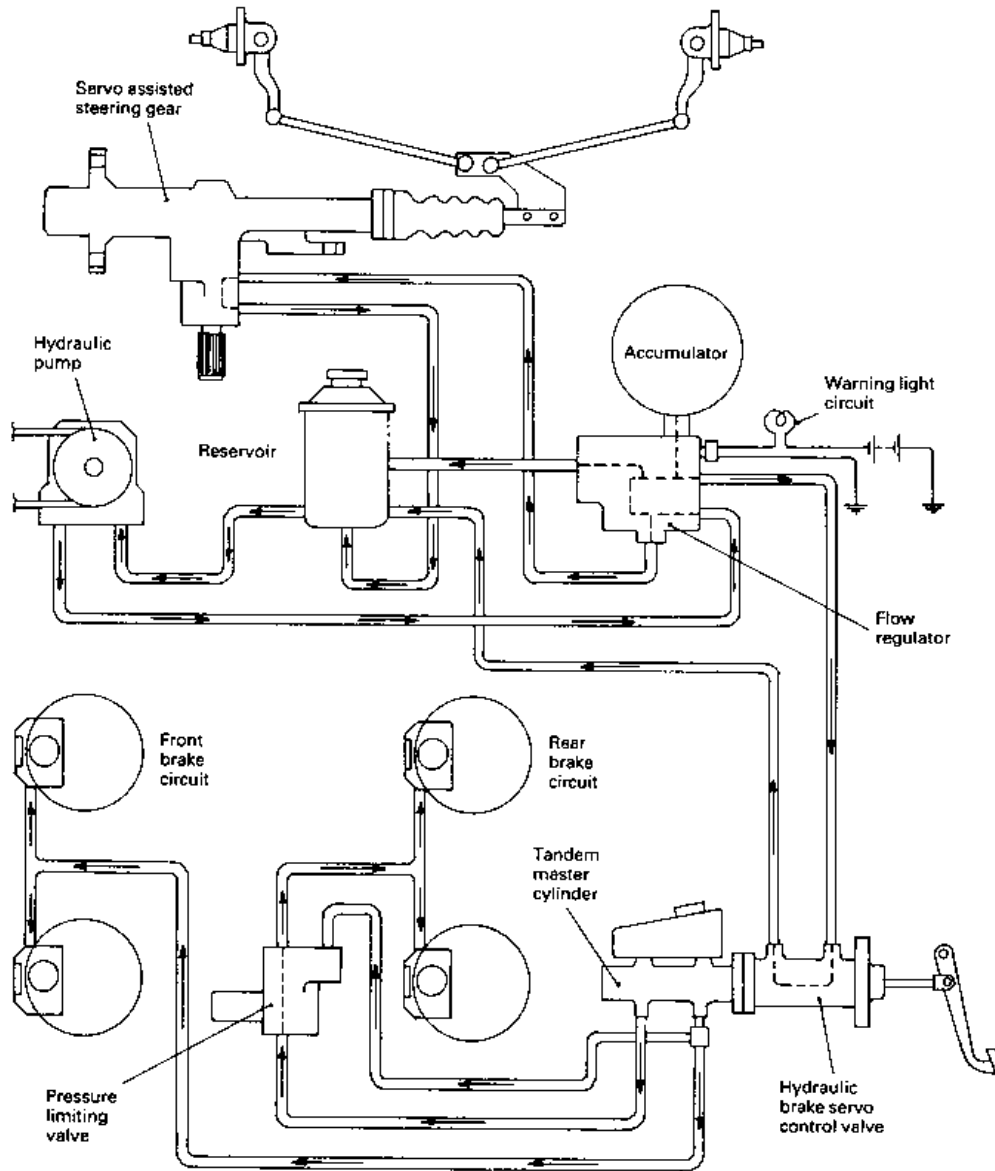 Servo assisted
steering gear
Hydraulic
pump
Reservoir
Accumulator
Warning light
circuit
Flow
regulator
Front
brake
circuit
Rear
brake
circuit
Tandem
master
cylinder
Pressure
limiting
valve
Hydraulic
brake servo
control valve